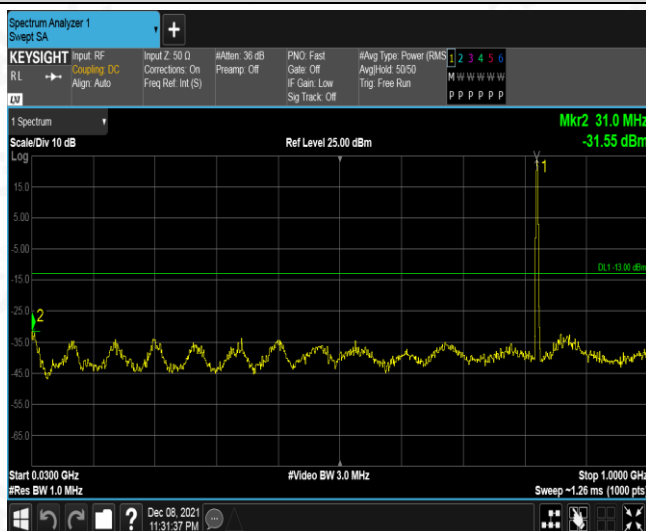 Spectrum Analyzer 1
Swept SA
+
KEYSIGHT Input: RF Input Z: 50 Ω #Atten: 36 dB PNO: Fast #Avg Type: Power (RMS 1 2 3 4 5 6
RL Coupling: DC Corrections: On Preamp: Off Gate: Off Avg|Hold: 50/50 M W W W W W
Align: Auto Freq Ref: Int (S) IF Gain: Low Trig: Free Run
LXI Sig Track: Off P P P P P P
1 Spectrum Mkr2 31.0 MHz
Scale/Div 10 dB Ref Level 25.00 dBm -31.55 dBm
Log
1
15.0
5.00
-5.00
DL1 -13.00 dBm
-15.0
-25.0
2
-35.0
-45.0
-55.0
-65.0
Start 0.0300 GHz #Video BW 3.0 MHz Stop 1.0000 GHz
#Res BW 1.0 MHz Sweep ~1.26 ms (1000 pts)
? Dec 08, 2021
11:31:37 PM